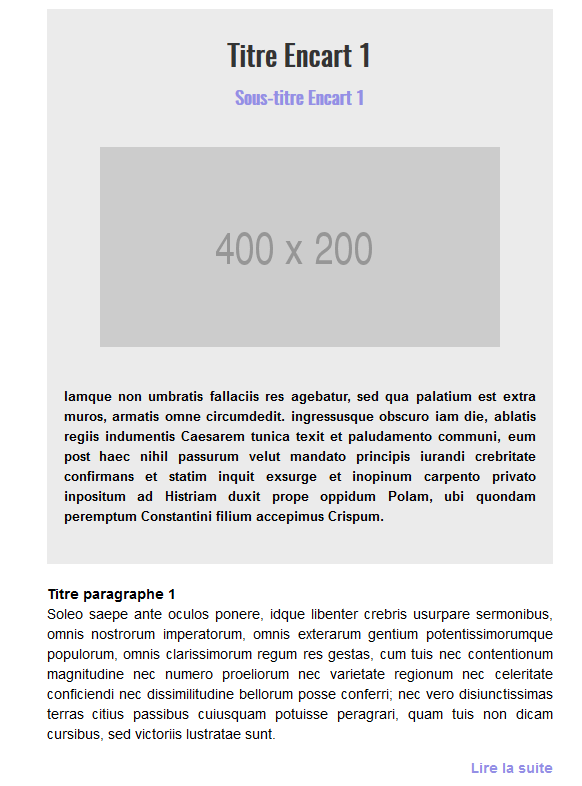 Titre Encart 1
Sous-titre Encart 1
400 x 200
Iamque non umbratis fallaciis res agebatur, sed qua palatium est extra
muros, armatis omne circumdedit. ingressusque obscuro iam die, ablatis
regiis indumentis Caesarem tunica texit et paludamento communi, eum
post haec nihil passurum velut mandato principis iurandi crebritate
confirmans et statim inquit exsurge et inopinum carpento privato
inpositum ad Histriam duxit prope oppidum Polam, ubi quondam
peremptum Constantini filium accepimus Crispum.
Titre paragraphe 1
Soleo saepe ante oculos ponere, idque libenter crebris usurpare sermonibus,
omnis nostrorum imperatorum, omnis exterarum gentium potentissimorumque
populorum, omnis clarissimorum regum res gestas, cum tuis nec contentionum
magnitudine nec numero proeliorum nec varietate regionum nec celeritate
conficiendi nec dissimilitudine bellorum posse conferri; nec vero disiunctissimas
terras citius passibus cuiusquam potuisse peragrari, quam tuis non dicam
cursibus, sed victoriis lustratae sunt.
Lire la suite